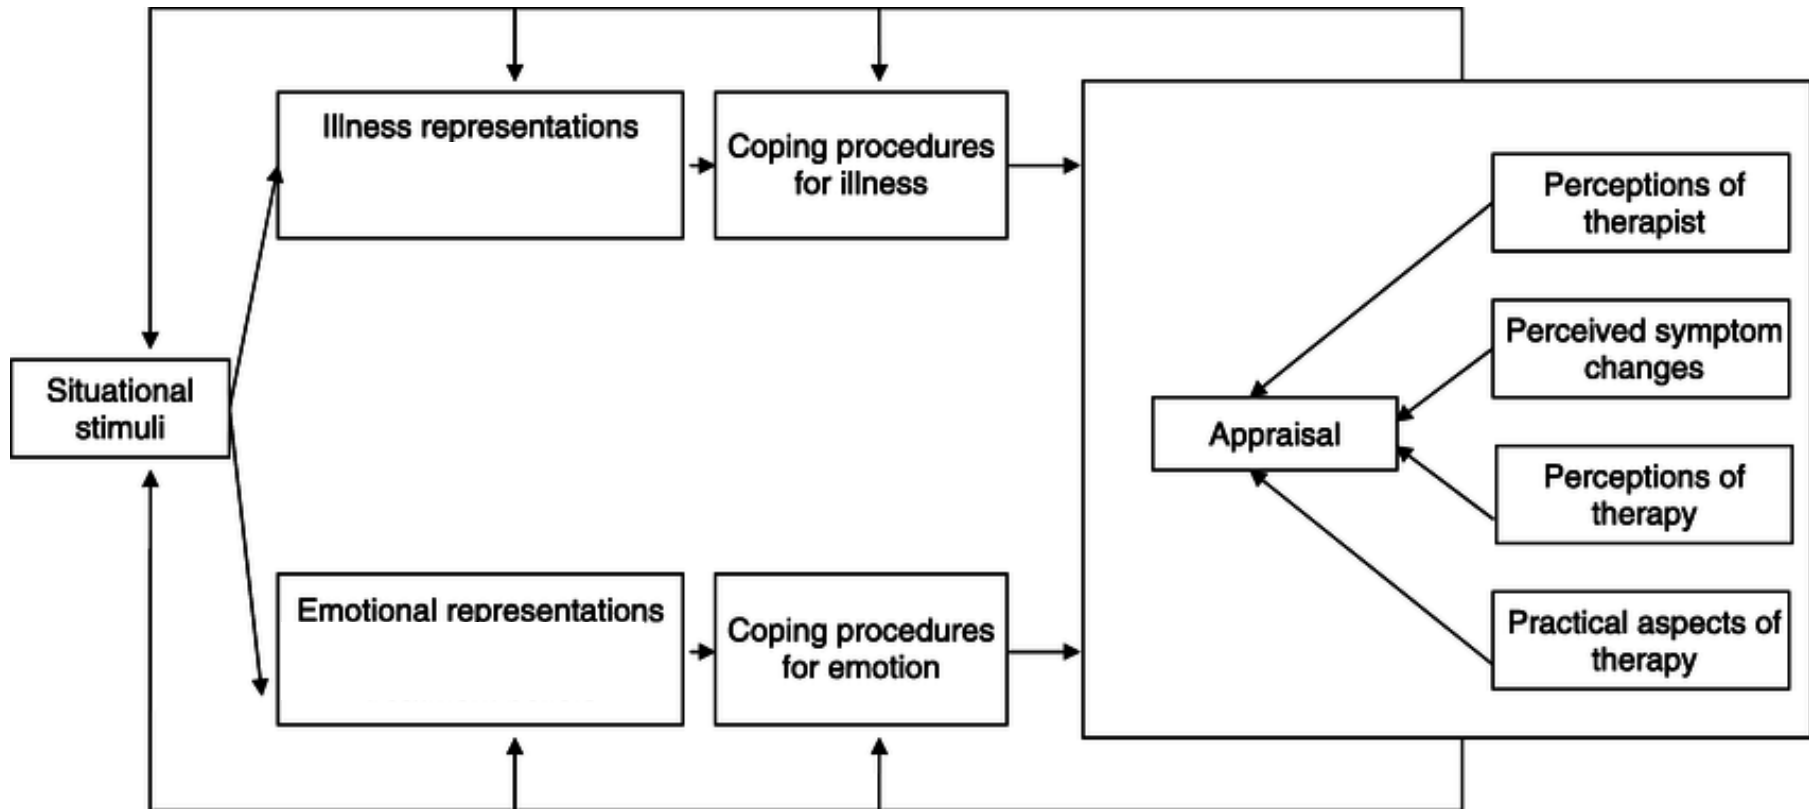 Illness representations
Coping procedures
for illness
Perceptions of
therapist
Perceived symptom
changes
Situational
stimuli
Appraisal
Perceptions of
therapy
Emotional representations
Coping procedures
for emotion
Practical aspects of
therapy